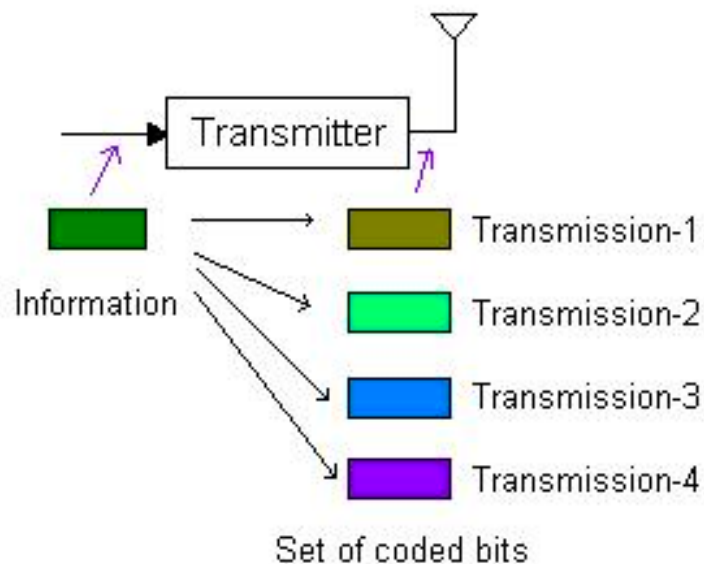 Transmitter
Transmission-1
Information
Transmission-2
Transmission-3
Transmission-4
Set of coded bits